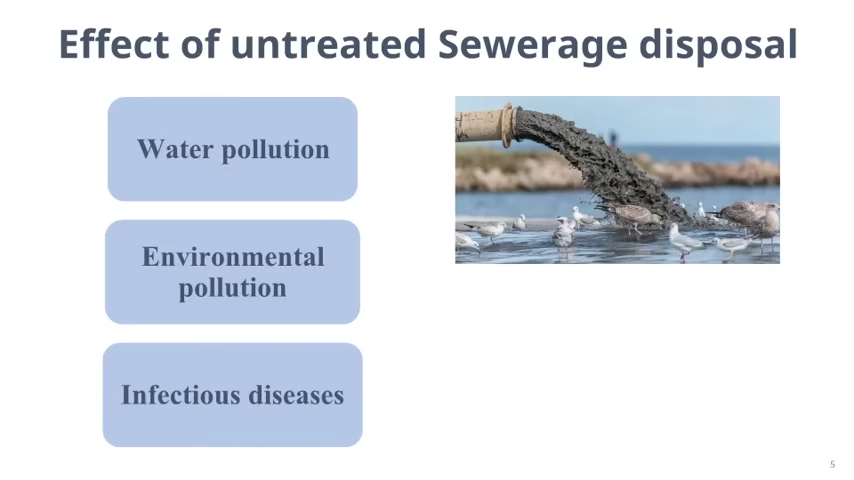 Effect of untreated Sewerage disposal
Water pollution
Environmental
pollution
Infectious diseases
5